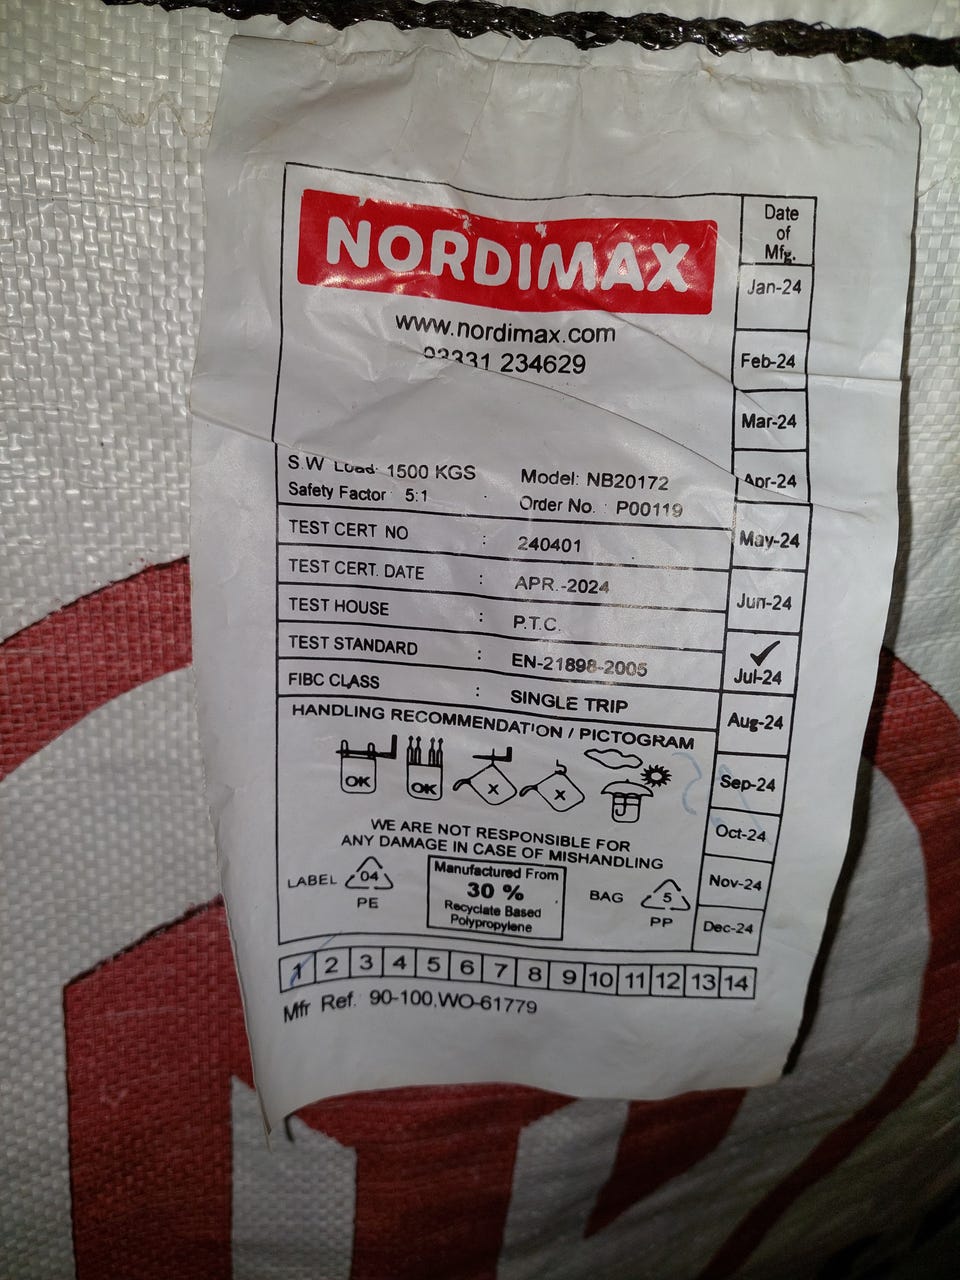 NORDIMAX
www.nordimax.com
03331 234629
S.W Load: 1500 KGS
Model: NB20172
Safety Factor : 5:1
Order No. : P00119
TEST CERT NO : 240401
TEST CERT. DATE : APR.-2024
TEST HOUSE : P.T.C.
TEST STANDARD : EN-21898-2005
FIBC CLASS : SINGLE TRIP
HANDLING RECOMMENDATION / PICTOGRAM
OK OK X X
WE ARE NOT RESPONSIBLE FOR
ANY DAMAGE IN CASE OF MISHANDLING
LABEL 04 PE
Manufactured From
30 %
Recyclate Based
Polypropylene
BAG 5 PP
Date
of
Mfg.
Jan-24
Feb-24
Mar-24
Apr-24
May-24
Jun-24
Jul-24
Aug-24
Sep-24
Oct-24
Nov-24
Dec-24
1 2 3 4 5 6 7 8 9 10 11 12 13 14
Mfr Ref. 90-100,WO-61779